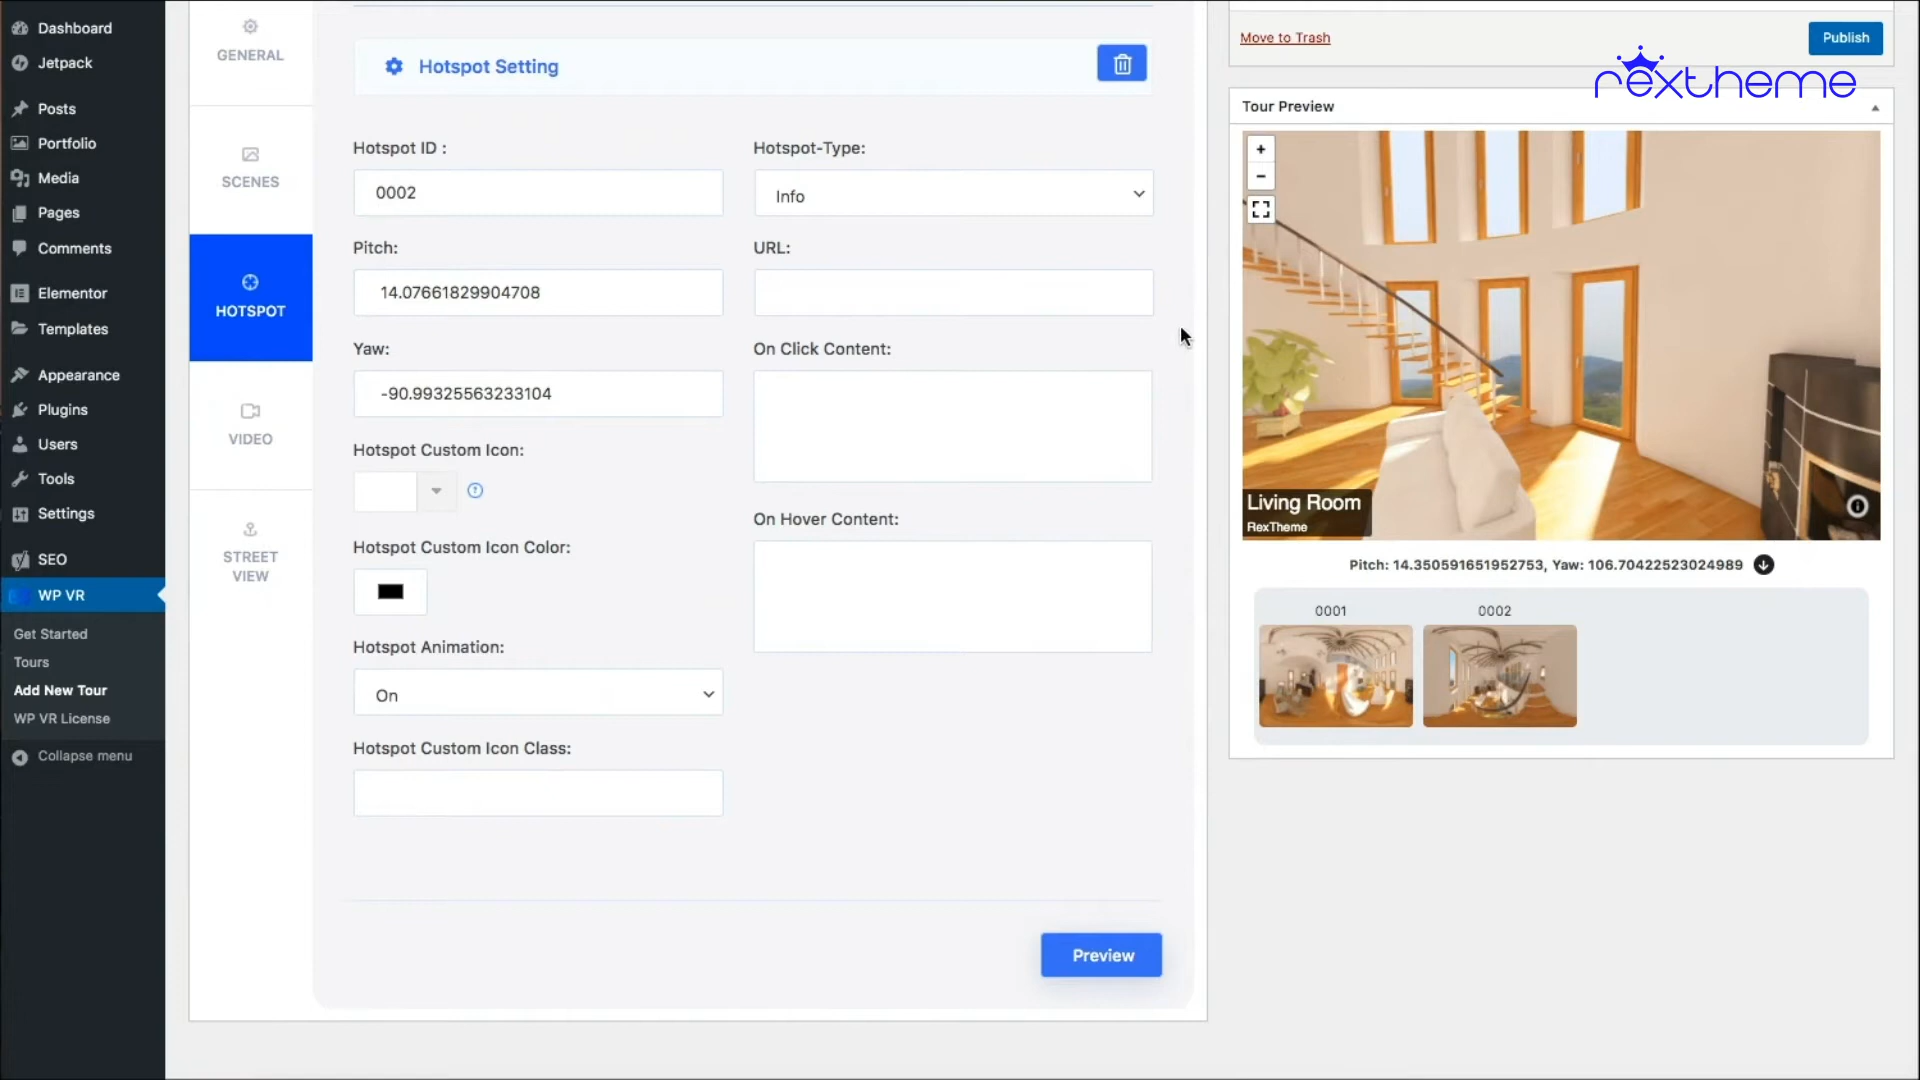 Dashboard
Jetpack
Posts
Portfolio
Media
Pages
Comments
Elementor
Templates
Appearance
Plugins
Users
Tools
Settings
SEO
WP VR
Get Started
Tours
Add New Tour
WP VR License
Collapse menu
GENERAL
SCENES
HOTSPOT
VIDEO
STREET
VIEW
Hotspot Setting
Hotspot ID :
0002
Pitch:
14.07661829904708
Yaw:
-90.99325563233104
Hotspot Custom Icon:
Hotspot Custom Icon Color:
Hotspot Animation:
On
Hotspot Custom Icon Class:
Hotspot-Type:
Info
URL:
On Click Content:
On Hover Content:
Preview
Move to Trash
Publish
rextheme
Tour Preview
+
−
Living Room
RexTheme
Pitch: 14.350591651952753, Yaw: 106.70422523024989
0001
0002